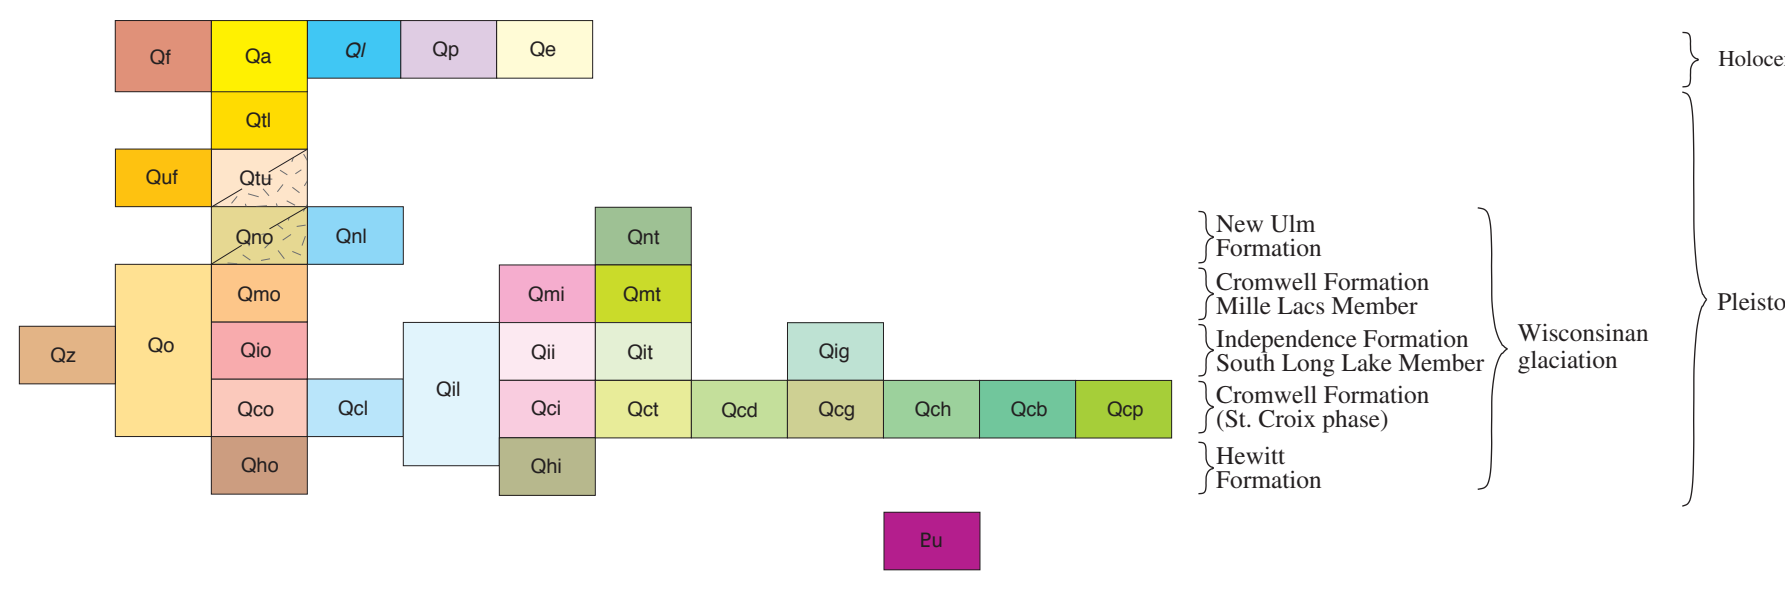 Qf Qa Ql Qp Qe
Holoce
Qtl
Quf Qtu
Qno Qnl Qnt
New Ulm
Formation
Qmo Qmi Qmt
Cromwell Formation
Mille Lacs Member
Qz Qo Qio Qii Qit Qig
Independence Formation
South Long Lake Member
Wisconsinan
glaciation
Pleisto
Qco Qcl Qil Qci Qct Qcd Qcg Qch Qcb Qcp
Cromwell Formation
(St. Croix phase)
Qho Qhi
Hewitt
Formation